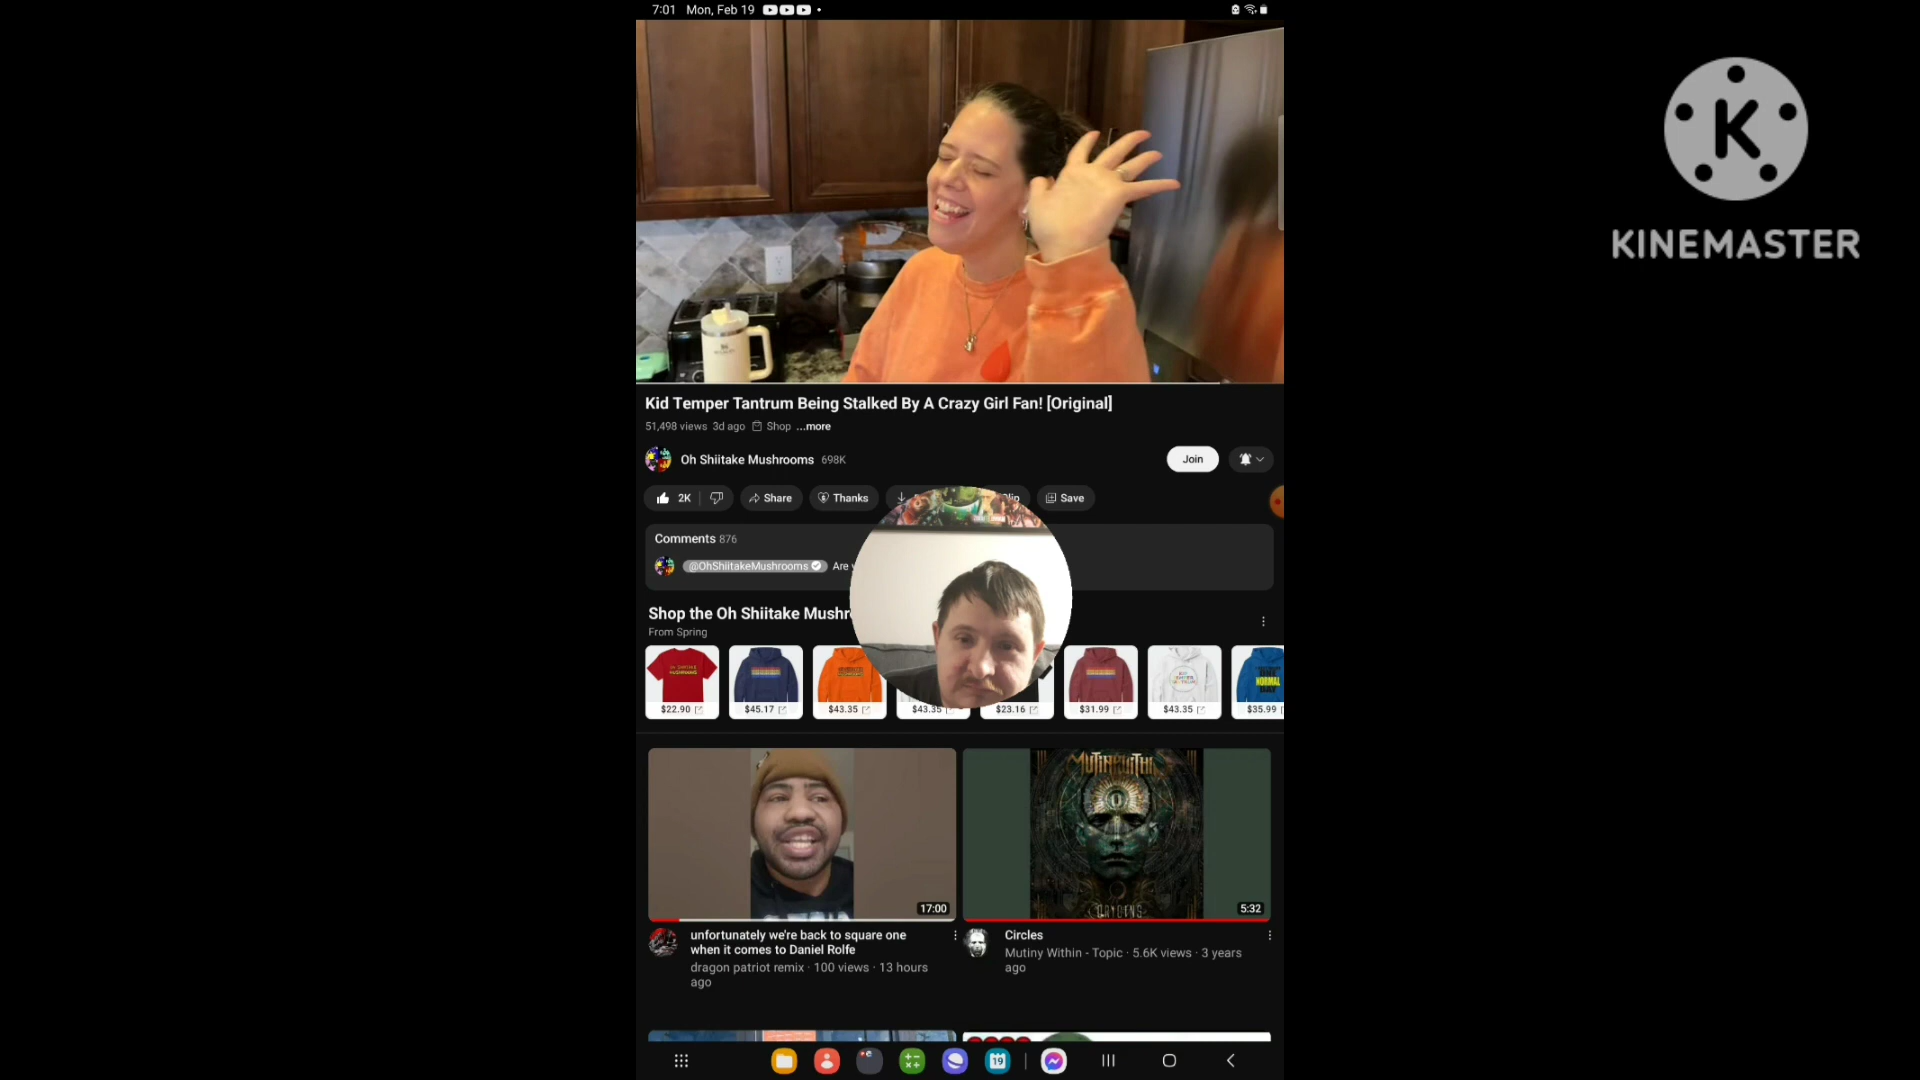 7:01 Mon, Feb 19
KINEMASTER
Kid Temper Tantrum Being Stalked By A Crazy Girl Fan! [Original]
51,498 views 3d ago Shop ...more
Oh Shiitake Mushrooms 698K
Join
2K Share Thanks Save
Comments 876
@OhShiitakeMushrooms Are
Shop the Oh Shiitake Mushr
From Spring
$22.90 $45.17 $43.35 $43.35 $23.16 $31.99 $43.35 $35.99
17:00
5:32
unfortunately we're back to square one
when it comes to Daniel Rolfe
dragon patriot remix · 100 views · 13 hours
ago
Circles
Mutiny Within - Topic · 5.6K views · 3 years
ago
19